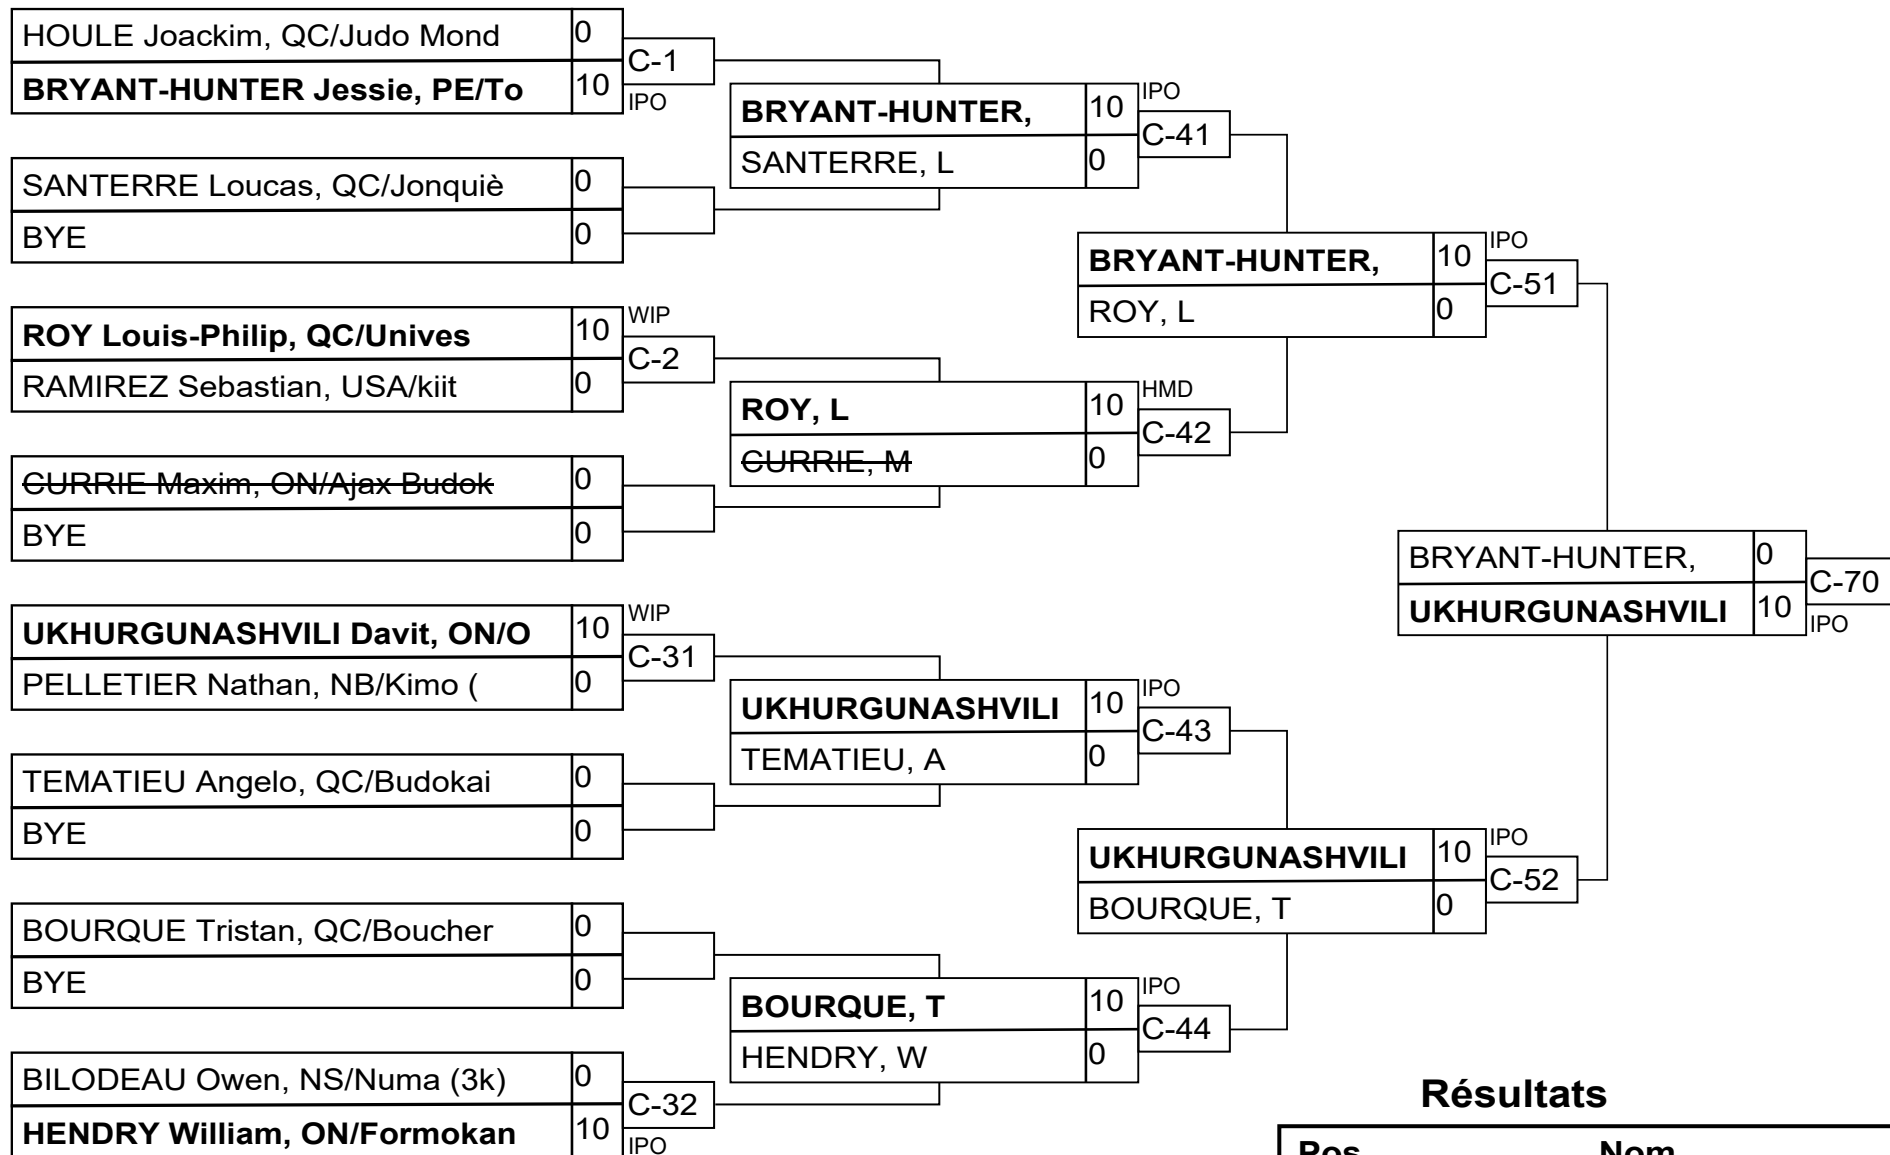 HOULE Joackim, QC/Judo Mond 0
C-1
BRYANT-HUNTER Jessie, PE/To 10
IPO
SANTERRE Loucas, QC/Jonquiè 0
BYE 0
ROY Louis-Philip, QC/Unives 10
WIP
C-2
RAMIREZ Sebastian, USA/kiit 0
CURRIE Maxim, ON/Ajax Budok 0
BYE 0
UKHURGUNASHVILI Davit, ON/O 10
WIP
C-31
PELLETIER Nathan, NB/Kimo ( 0
TEMATIEU Angelo, QC/Budokai 0
BYE 0
BOURQUE Tristan, QC/Boucher 0
BYE 0
BILODEAU Owen, NS/Numa (3k) 0
C-32
HENDRY William, ON/Formokan 10
IPO
BRYANT-HUNTER, 10
IPO
C-41
SANTERRE, L 0
ROY, L 10
HMD
C-42
CURRIE, M 0
UKHURGUNASHVILI 10
IPO
C-43
TEMATIEU, A 0
BOURQUE, T 10
IPO
C-44
HENDRY, W 0
BRYANT-HUNTER, 10
IPO
C-51
ROY, L 0
UKHURGUNASHVILI 10
IPO
C-52
BOURQUE, T 0
BRYANT-HUNTER, 0
C-70
UKHURGUNASHVILI 10
IPO
Résultats
Pos Nom